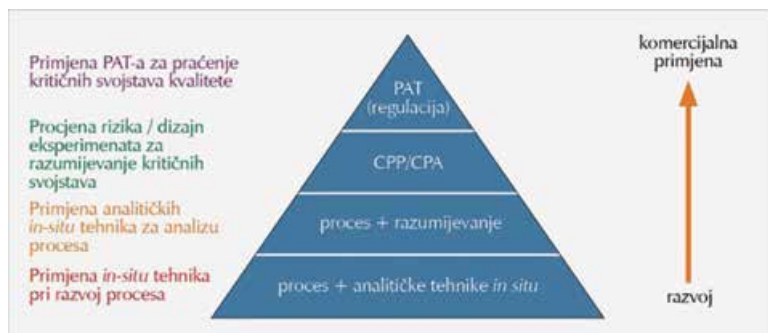 Primjena PAT-a za praćenje
kritičnih svojstava kvalitete
Procjena rizika / dizajn
eksperimenata za
razumijevanje kritičnih
svojstava
Primjena analitičkih
in-situ tehnika za analizu
procesa
Primjena in-situ tehnika
pri razvoj procesa
PAT
(regulacija)
CPP/CPA
proces + razumijevanje
proces + analitičke tehnike in situ
komercijalna
primjena
razvoj